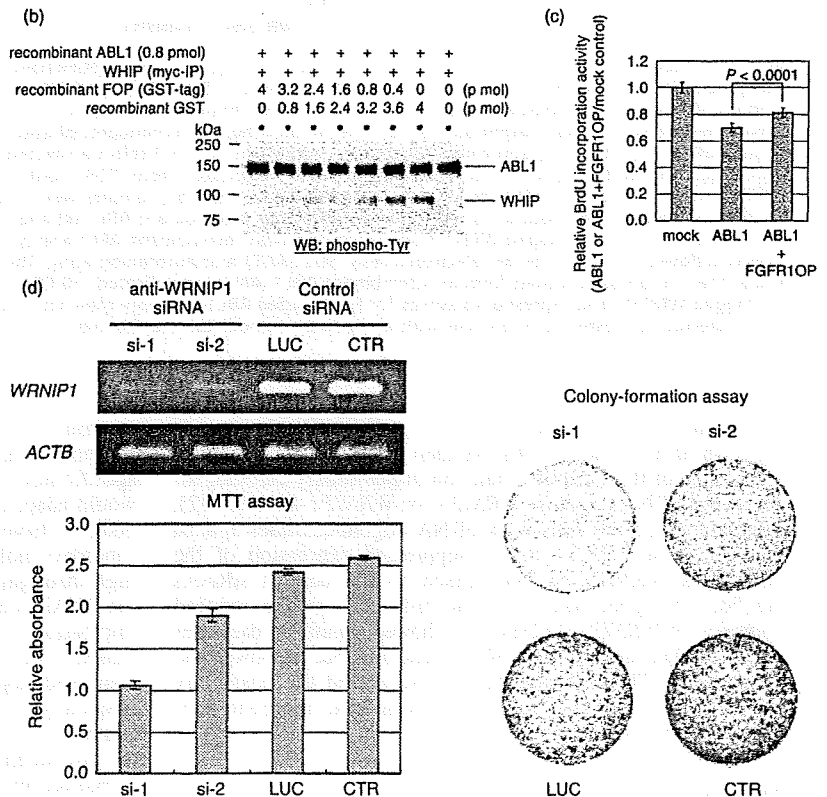 (b)
recombinant ABL1 (0.8 pmol) + + + + + + + +
WHIP (myc-IP) + + + + + + + +
recombinant FOP (GST-tag) 4 3.2 2.4 1.6 0.8 0.4 0 0 (p mol)
recombinant GST 0 0.8 1.6 2.4 3.2 3.6 4 0 (p mol)
kDa
250
150
100
75
ABL1
WHIP
WB: phospho-Tyr
(c)
Relative BrdU incorporation activity
(ABL1 or ABL1+FGFR1OP/mock control)
1.2
1.0
0.8
0.6
0.4
0.2
0.0
P < 0.0001
mock ABL1 ABL1
+
FGFR1OP
(d)
anti-WRNIP1
siRNA
Control
siRNA
si-1 si-2 LUC CTR
WRNIP1
ACTB
MTT assay
Relative absorbance
3.0
2.5
2.0
1.5
1.0
0.5
0.0
si-1 si-2 LUC CTR
Colony-formation assay
si-1 si-2
LUC CTR